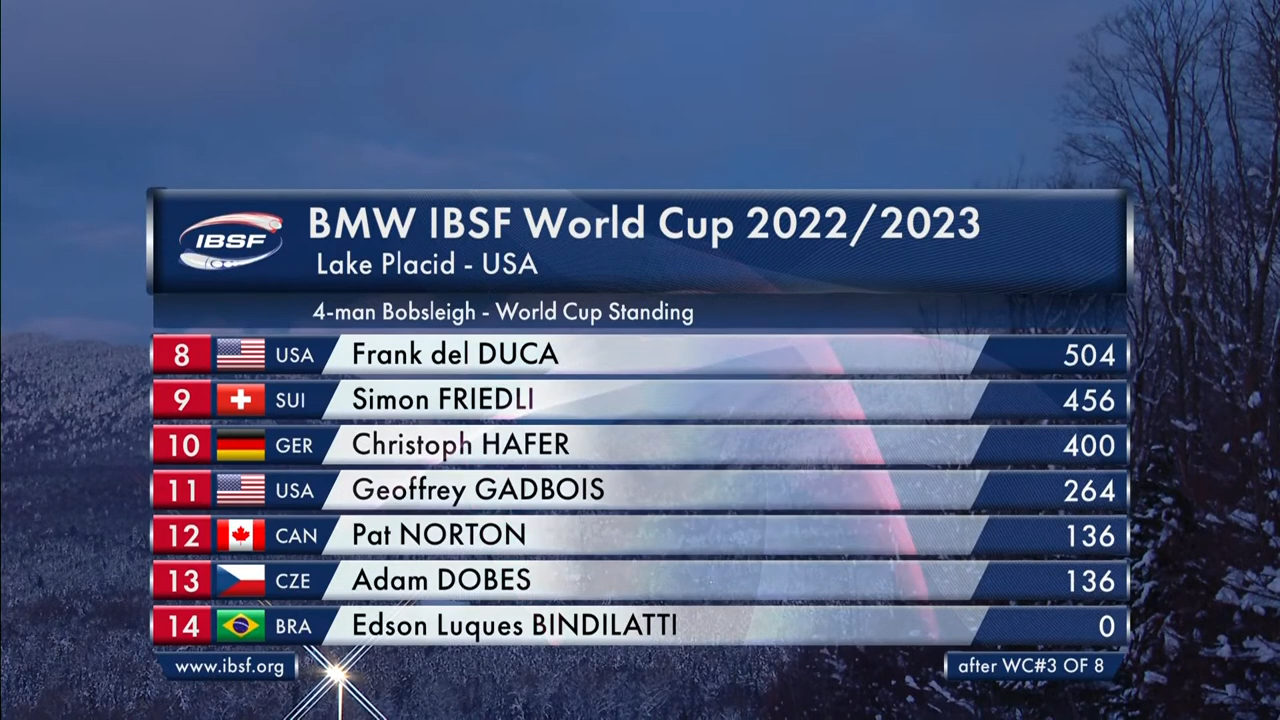 IBSF
BMW IBSF World Cup 2022/2023
Lake Placid - USA
4-man Bobsleigh - World Cup Standing
8 USA Frank del DUCA 504
9 SUI Simon FRIEDLI 456
10 GER Christoph HAFER 400
11 USA Geoffrey GADBOIS 264
12 CAN Pat NORTON 136
13 CZE Adam DOBES 136
14 BRA Edson Luques BINDILATTI 0
www.ibsf.org after WC#3 OF 8